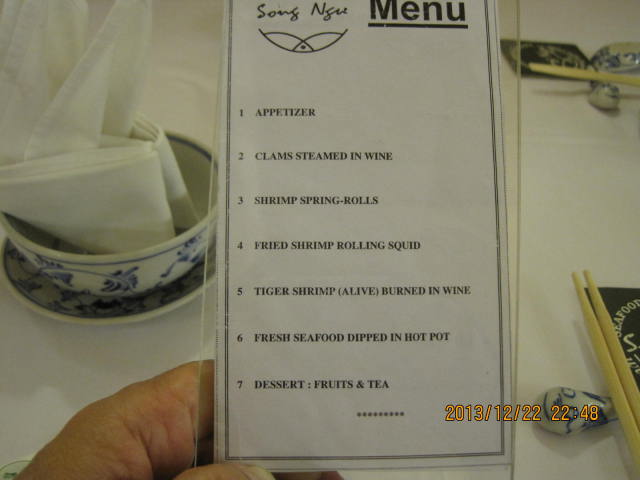 Song Ngu Menu
1 APPETIZER
2 CLAMS STEAMED IN WINE
3 SHRIMP SPRING-ROLLS
4 FRIED SHRIMP ROLLING SQUID
5 TIGER SHRIMP (ALIVE) BURNED IN WINE
6 FRESH SEAFOOD DIPPED IN HOT POT
7 DESSERT : FRUITS & TEA
*********
2013/12/22 22:48
SEAFOOD